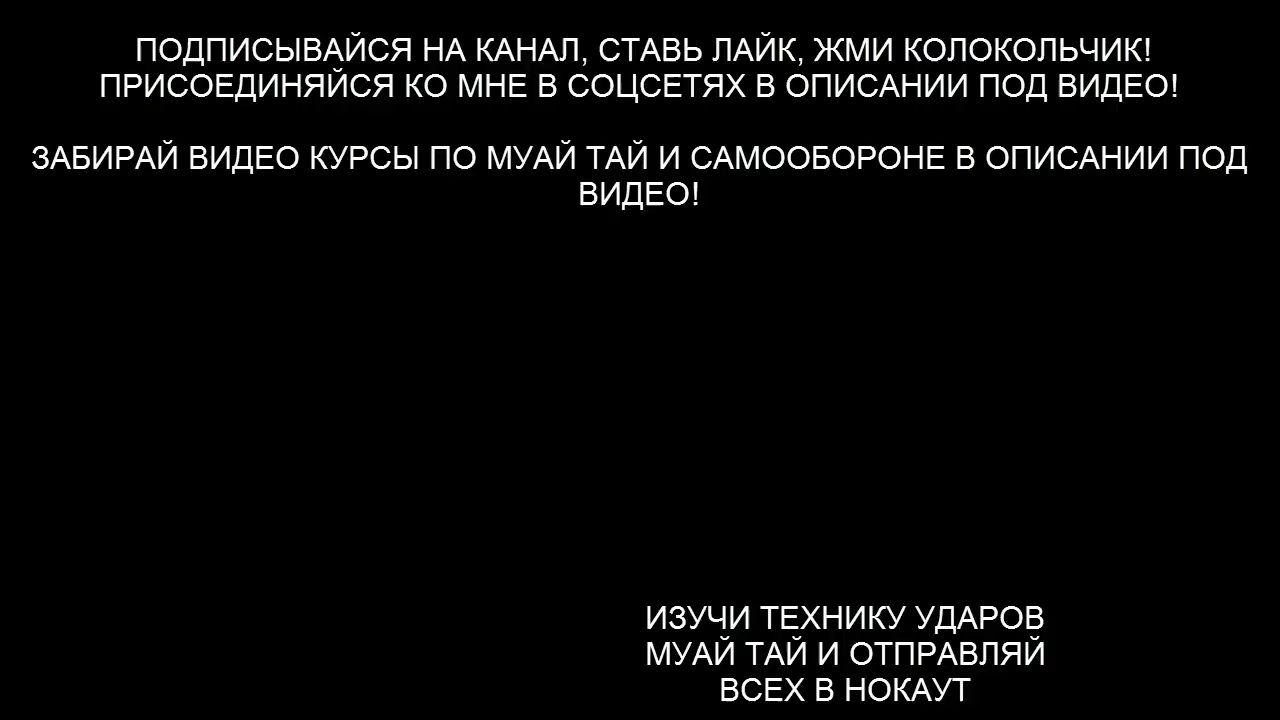 ПОДПИСЫВАЙСЯ НА КАНАЛ, СТАВЬ ЛАЙК, ЖМИ КОЛОКОЛЬЧИК!
ПРИСОЕДИНЯЙСЯ КО МНЕ В СОЦСЕТЯХ В ОПИСАНИИ ПОД ВИДЕО!
ЗАБИРАЙ ВИДЕО КУРСЫ ПО МУАЙ ТАЙ И САМООБОРОНЕ В ОПИСАНИИ ПОД
ВИДЕО!
ИЗУЧИ ТЕХНИКУ УДАРОВ
МУАЙ ТАЙ И ОТПРАВЛЯЙ
ВСЕХ В НОКАУТ